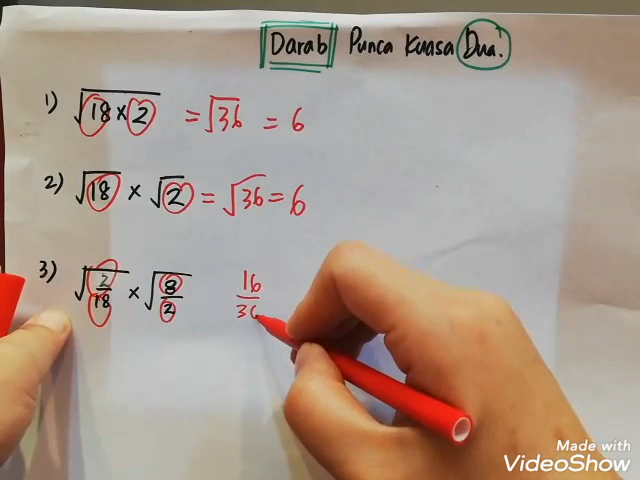 Darab Punca Kuasa Dua.
1) √18 × 2 = √36 = 6
2) √18 × √2 = √36 = 6
3) √2/18 × √8/2 16/36
Made with
VideoShow